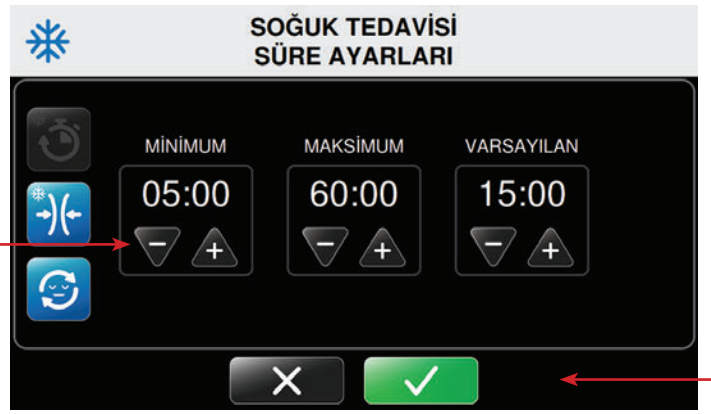 SOĞUK TEDAVİSİ
SÜRE AYARLARI
MİNİMUM MAKSİMUM VARSAYILAN
05:00 60:00 15:00
- + - + - +